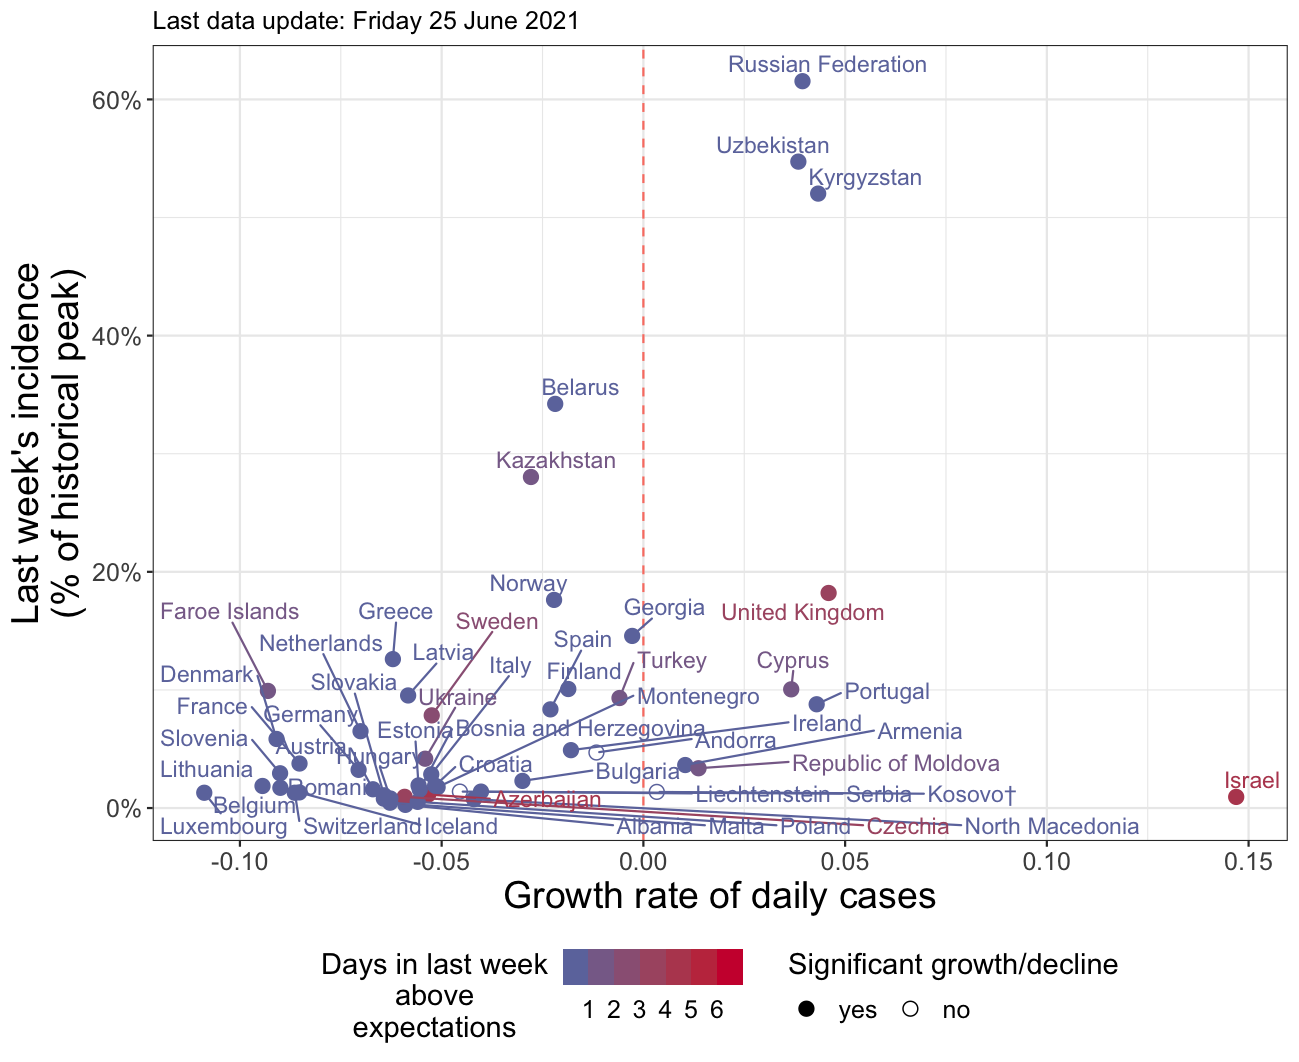 Last data update: Friday 25 June 2021
Last week's incidence
(% of historical peak)
60%
40%
20%
0%
Russian Federation
Uzbekistan
Kyrgyzstan
Belarus
Kazakhstan
Norway
Georgia
United Kingdom
Faroe Islands
Greece
Sweden
Netherlands
Latvia
Spain
Italy
Turkey
Cyprus
Denmark
Slovakia
Finland
Ukraine
Montenegro
Portugal
France
Germany
Estonia
Bosnia and Herzegovina
Ireland
Armenia
Slovenia
Austria
Andorra
Hungary
Croatia
Lithuania
Bulgaria
Republic of Moldova
Romania
Israel
Belgium
Azerbaijan
Liechtenstein
Serbia
Kosovo†
Luxembourg
Switzerland
Iceland
Albania
Malta
Poland
Czechia
North Macedonia
-0.10
-0.05
0.00
0.05
0.10
0.15
Growth rate of daily cases
Days in last week
above
expectations
1 2 3 4 5 6
Significant growth/decline
yes
no